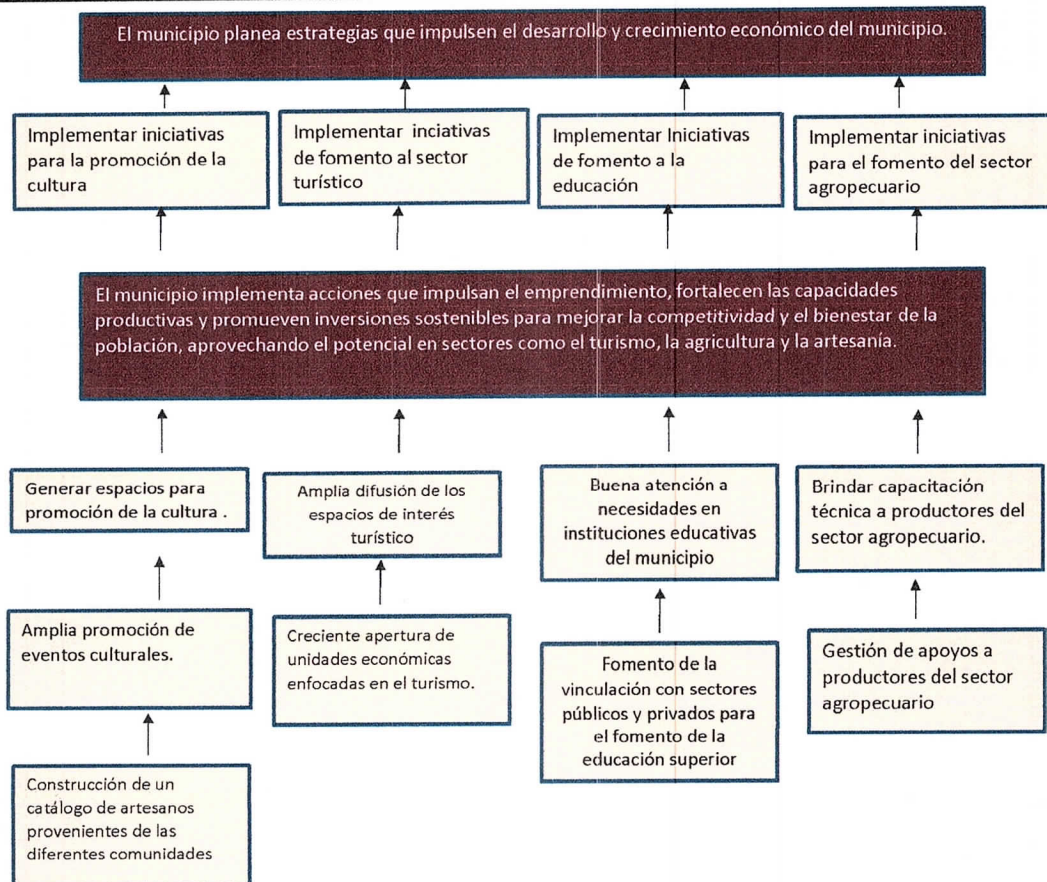 El municipio planea estrategias que impulsen el desarrollo y crecimiento económico del municipio.
Implementar iniciativas
para la promoción de la
cultura
Implementar inciativas
de fomento al sector
turístico
Implementar Iniciativas
de fomento a la
educación
Implementar iniciativas
para el fomento del sector
agropecuario
El municipio implementa acciones que impulsan el emprendimiento, fortalecen las capacidades
productivas y promueven inversiones sostenibles para mejorar la competitividad y el bienestar de la
población, aprovechando el potencial en sectores como el turismo, la agricultura y la artesanía.
Generar espacios para
promoción de la cultura .
Amplia difusión de los
espacios de interés
turístico
Buena atención a
necesidades en
instituciones educativas
del municipio
Brindar capacitación
técnica a productores del
sector agropecuario.
Amplia promoción de
eventos culturales.
Creciente apertura de
unidades económicas
enfocadas en el turismo.
Fomento de la
vinculación con sectores
públicos y privados para
el fomento de la
educación superior
Gestión de apoyos a
productores del sector
agropecuario
Construcción de un
catálogo de artesanos
provenientes de las
diferentes comunidades